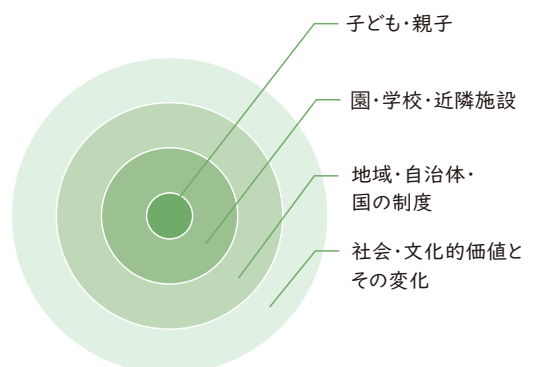 子ども・親子
園・学校・近隣施設
地域・自治体・
国の制度
社会・文化的価値と
その変化